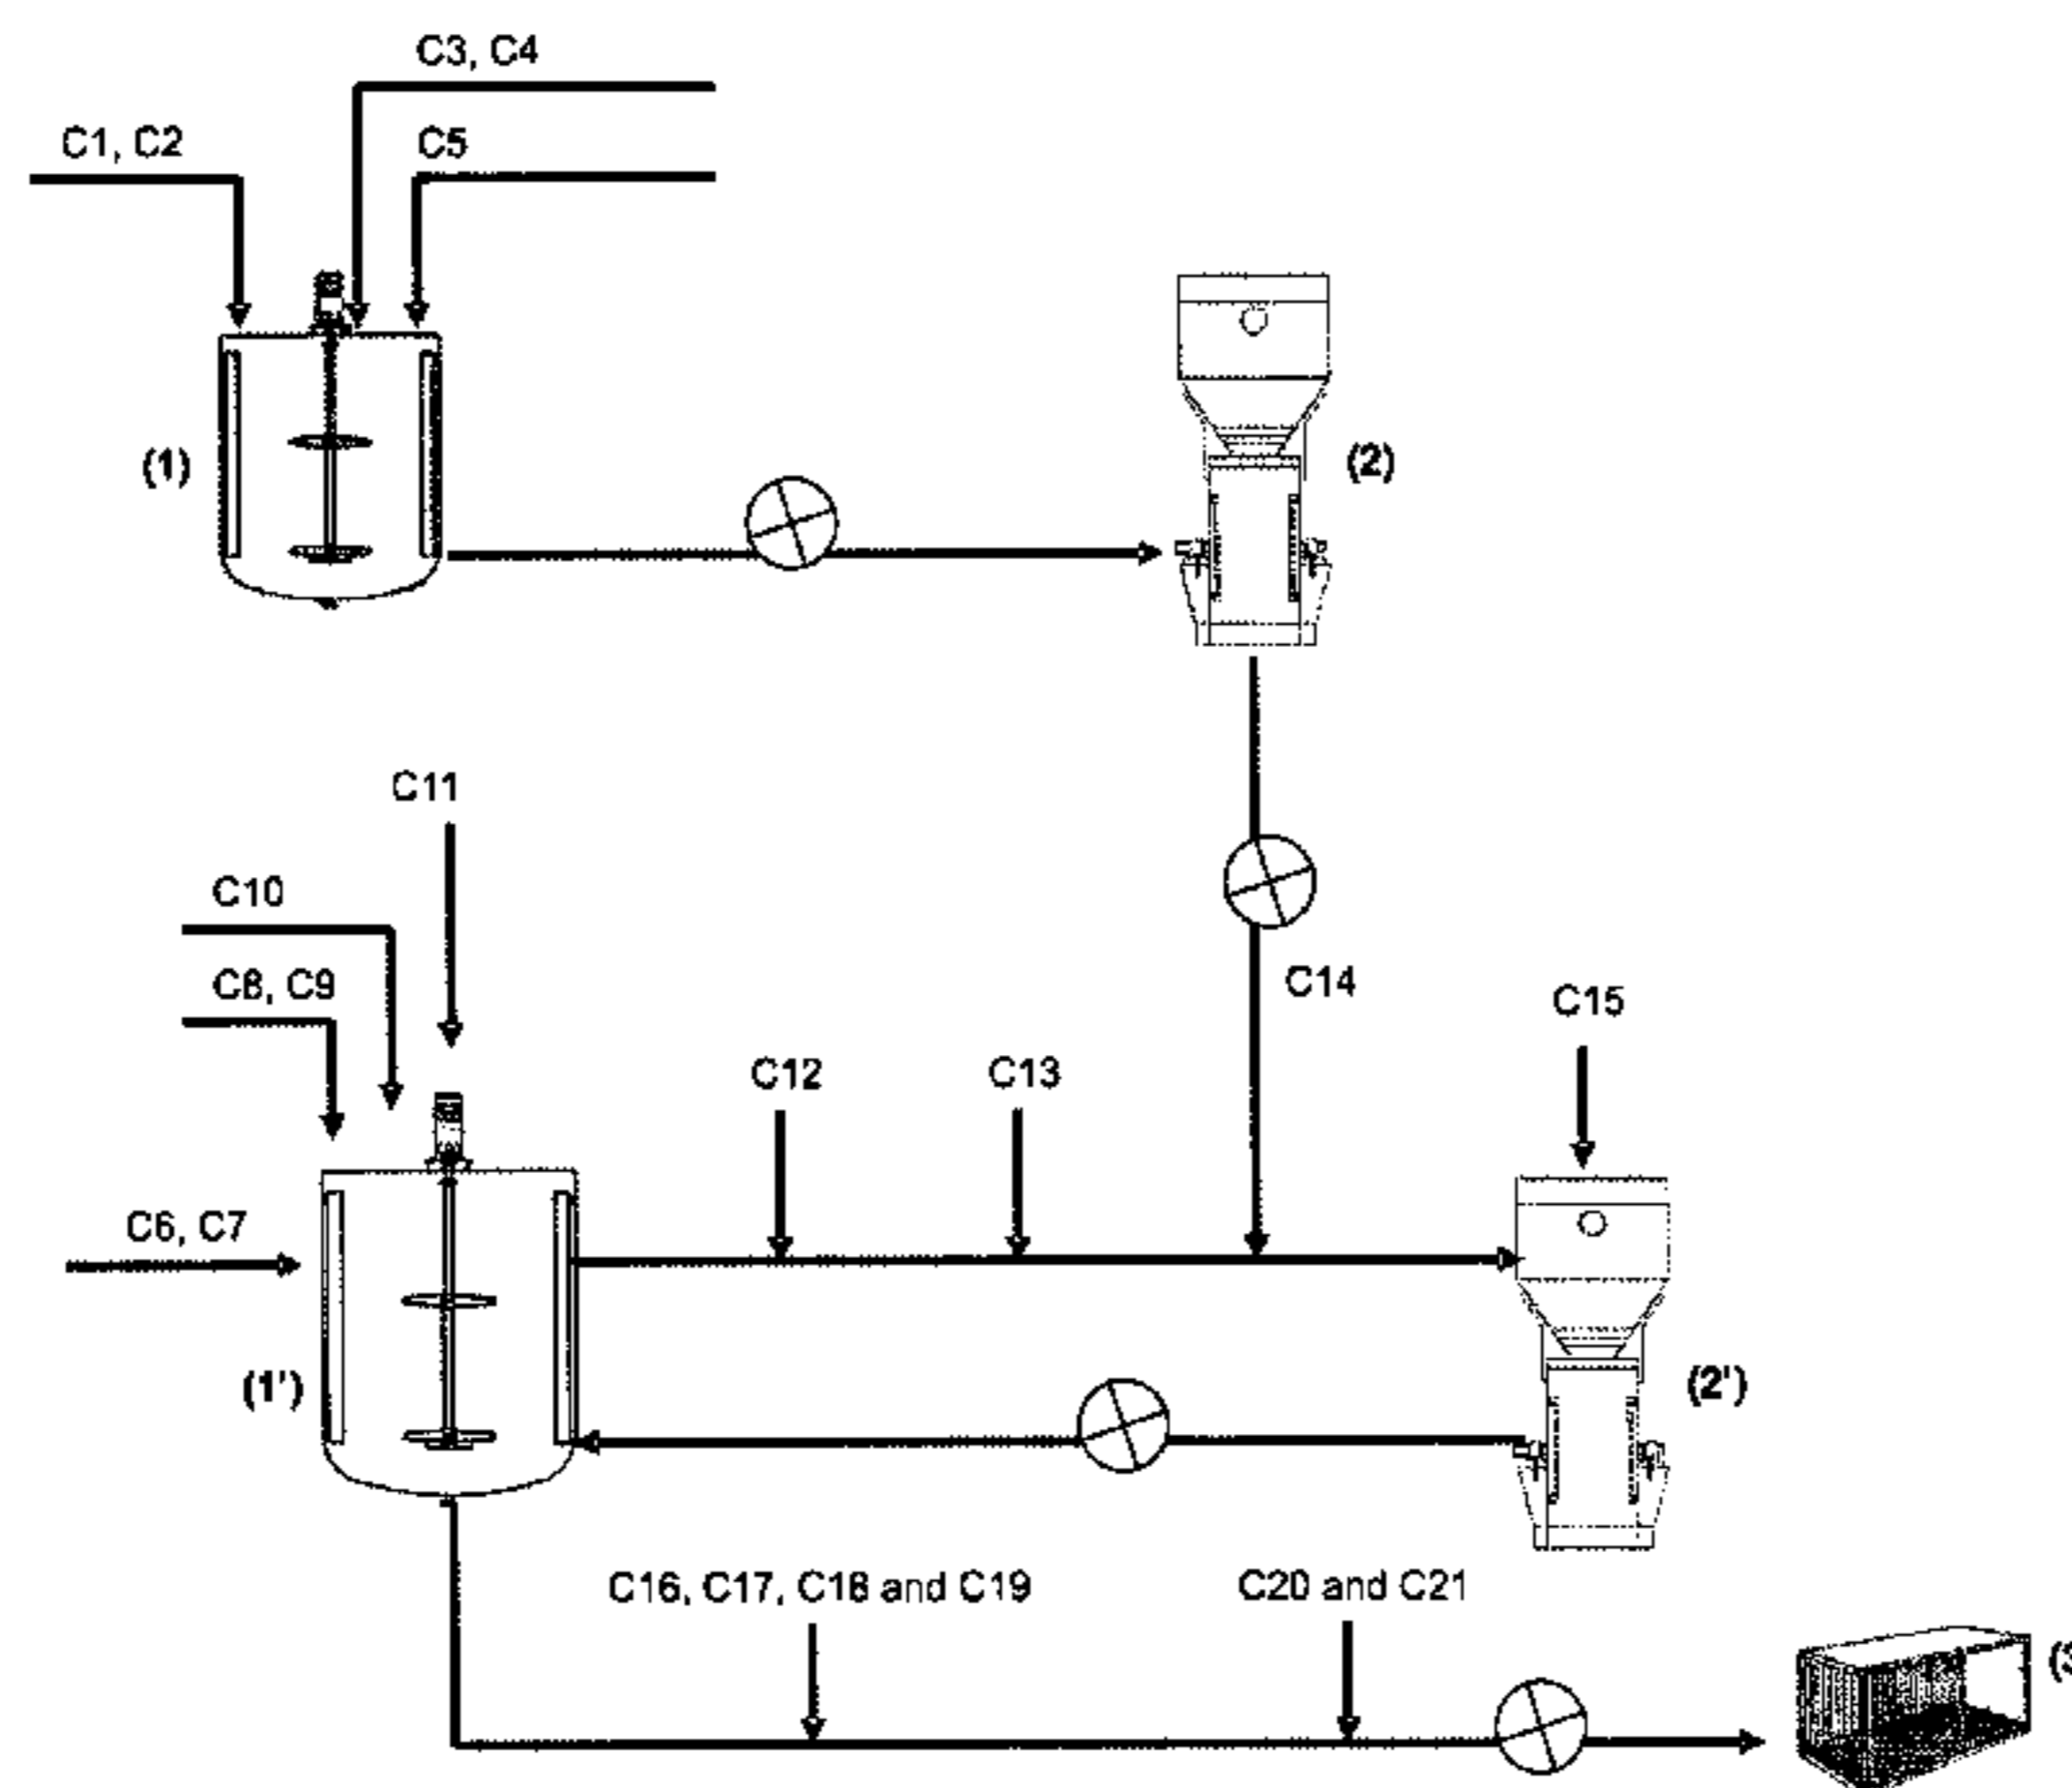 C3, C4
C1, C2
C5
(1)
(2)
C11
C10
C8, C9
C14
C15
C12
C13
C6, C7
(1')
(2')
C16, C17, C18 and C19
C20 and C21
(3